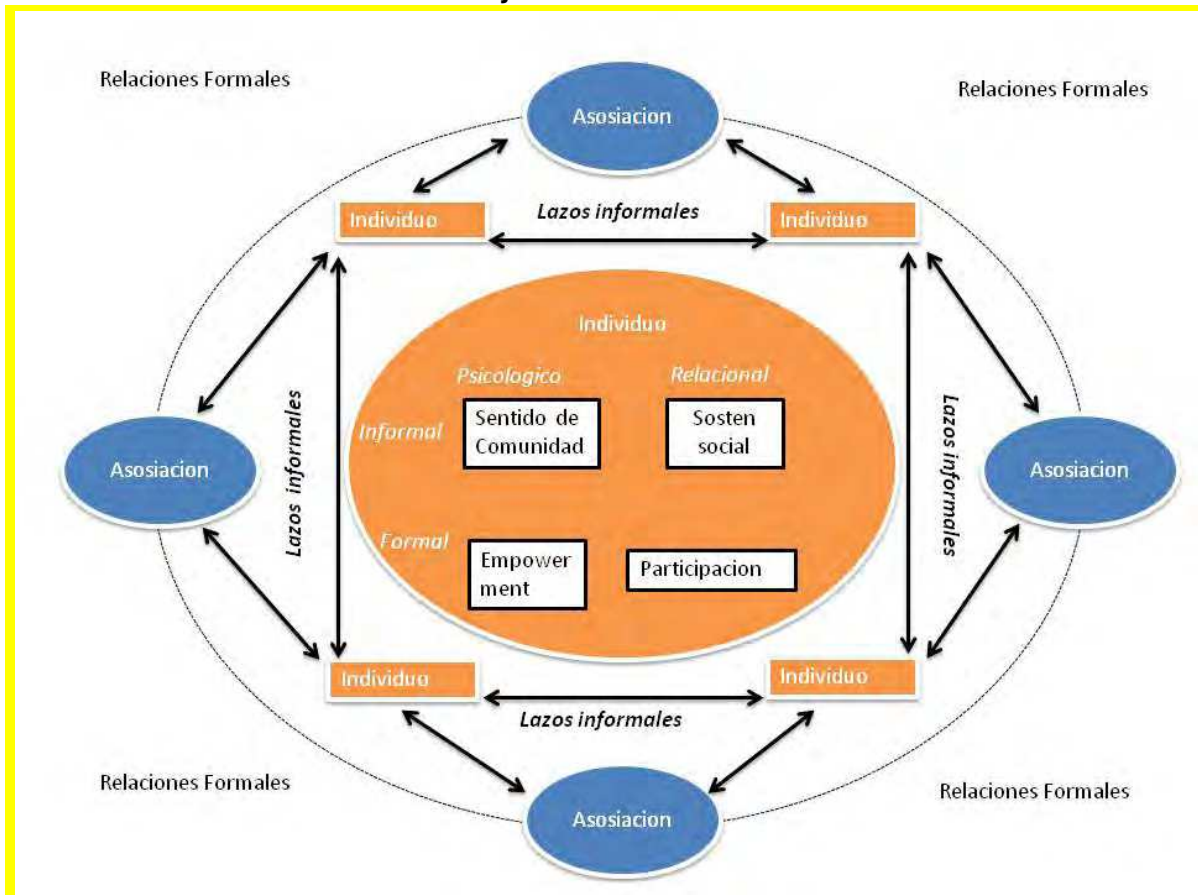 Relaciones Formales
Relaciones Formales
Asosiacion
Individuo
Lazos informales
Individuo
Individuo
Psicologico
Relacional
Informal
Sentido de
Comunidad
Sosten
social
Lazos informales
Lazos informales
Asosiacion
Asosiacion
Formal
Empower
ment
Participacion
Individuo
Individuo
Lazos informales
Relaciones Formales
Relaciones Formales
Asosiacion